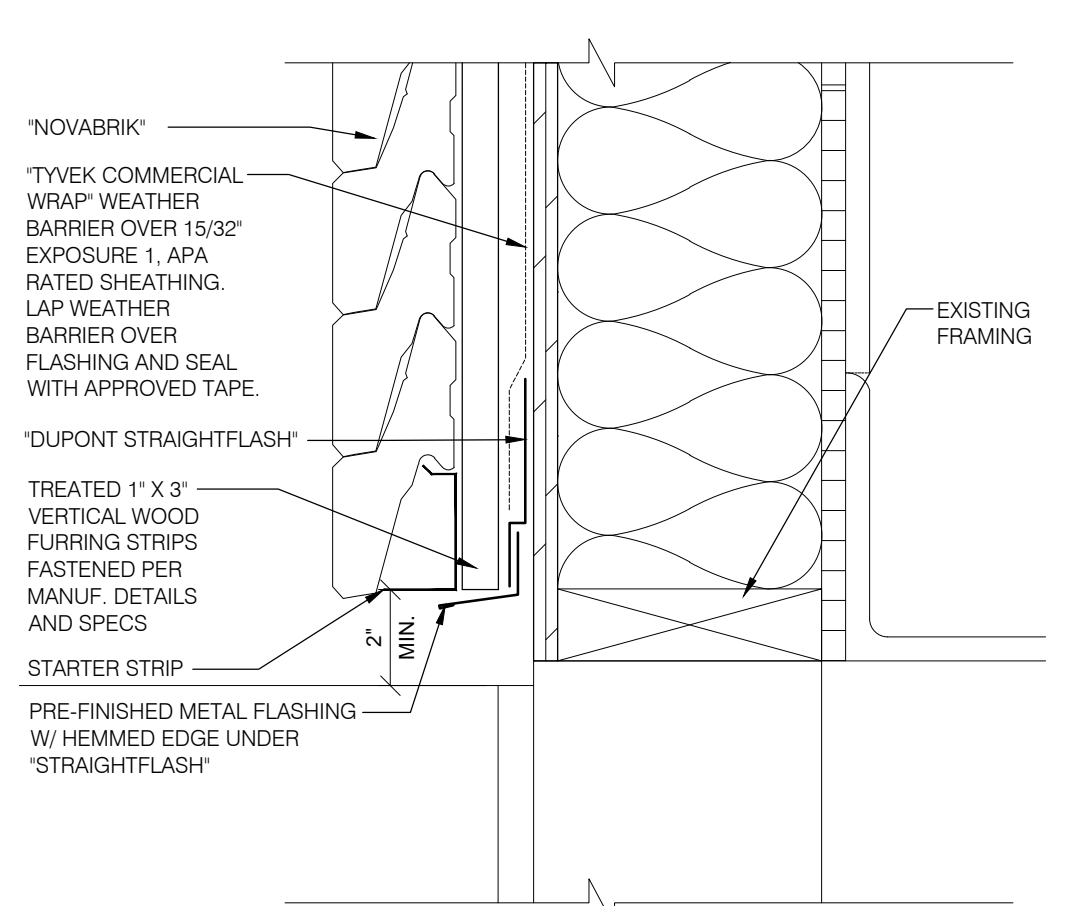 "NOVABRIK"
"TYVEK COMMERCIAL
WRAP" WEATHER
BARRIER OVER 15/32"
EXPOSURE 1, APA
RATED SHEATHING.
LAP WEATHER
BARRIER OVER
FLASHING AND SEAL
WITH APPROVED TAPE.
"DUPONT STRAIGHTFLASH"
TREATED 1" X 3"
VERTICAL WOOD
FURRING STRIPS
FASTENED PER
MANUF. DETAILS
AND SPECS
STARTER STRIP
PRE-FINISHED METAL FLASHING
W/ HEMMED EDGE UNDER
"STRAIGHTFLASH"
2"
MIN.
EXISTING
FRAMING